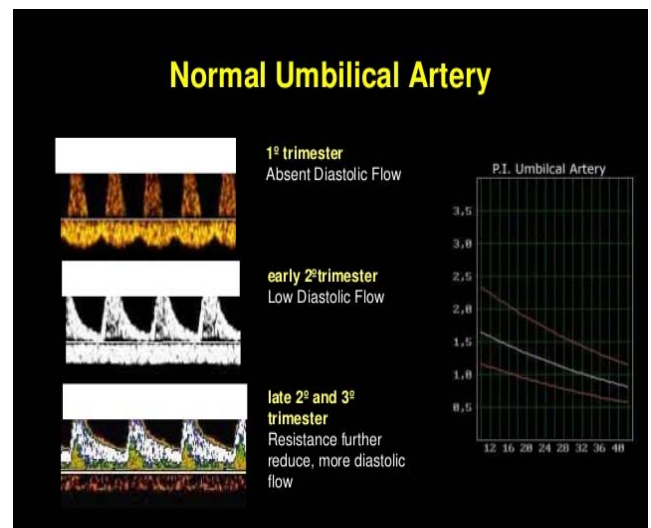 Normal Umbilical Artery
1º trimester
Absent Diastolic Flow
early 2ºtrimester
Low Diastolic Flow
late 2º and 3º
trimester
Resistance further
reduce, more diastolic
flow
P.I. Umbilcal Artery
3,5
3,0
2,5
2,0
1,5
1,0
0,5
12 16 20 24 28 32 36 40